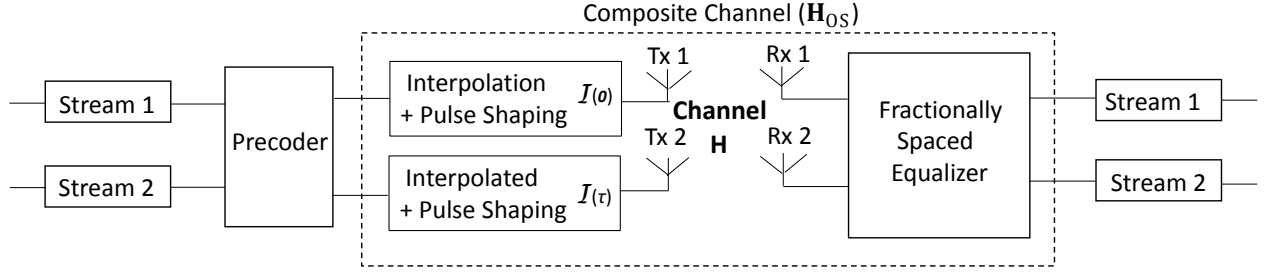 Composite Channel (H_OS)
Stream 1
Stream 2
Precoder
Interpolation
+ Pulse Shaping I(0)
Interpolated
+ Pulse Shaping I(τ)
Tx 1
Tx 2
Channel
H
Rx 1
Rx 2
Fractionally
Spaced
Equalizer
Stream 1
Stream 2